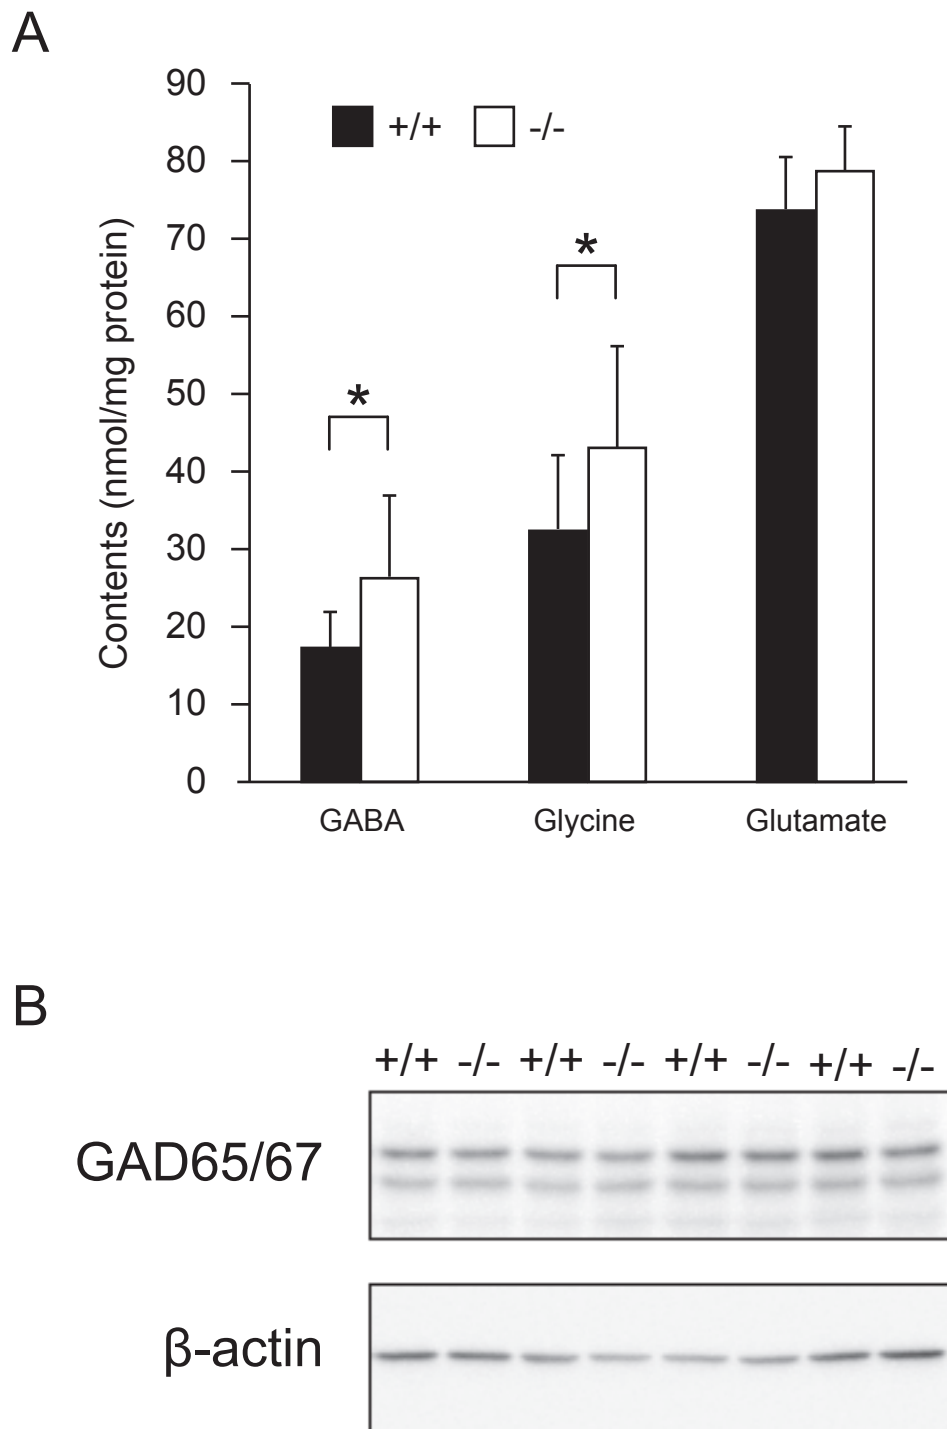 A
90
+/+ -/-
80
70
*
60
50
*
40
30
20
10
0
Contents (nmol/mg protein)
GABA Glycine Glutamate
B
+/+ -/- +/+ -/- +/+ -/- +/+ -/-
GAD65/67
β-actin